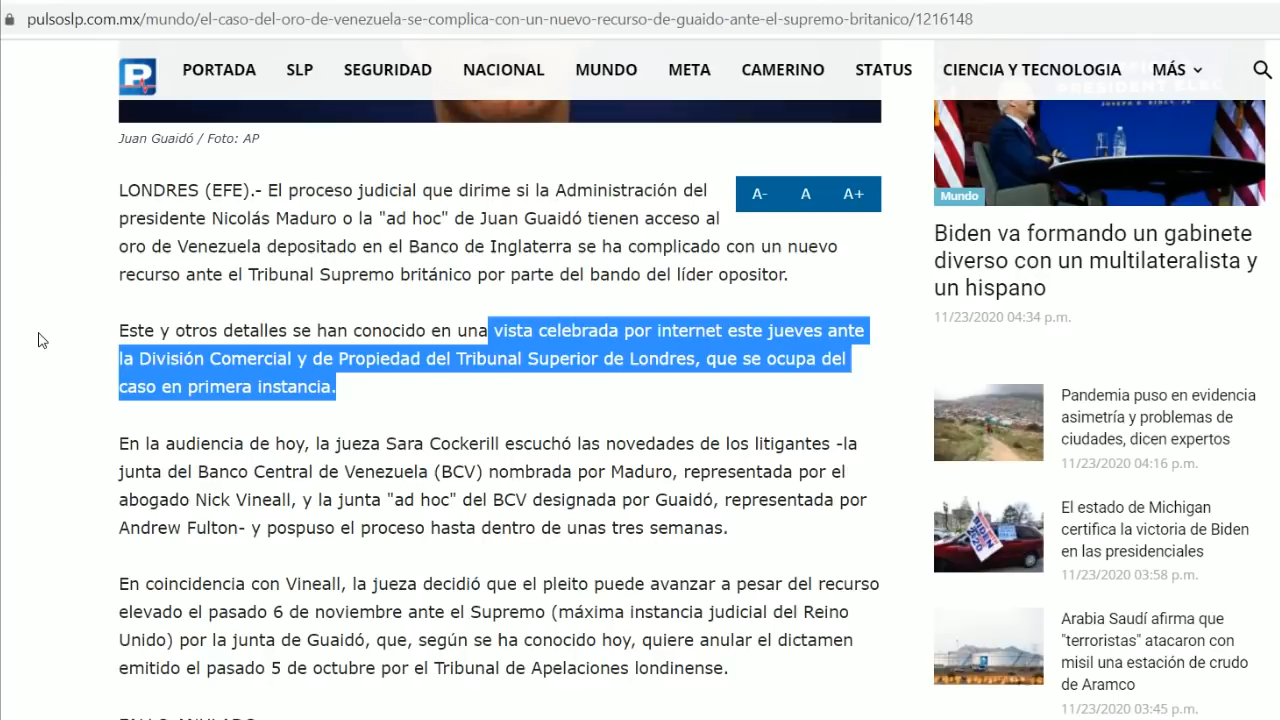 pulsoslp.com.mx/mundo/el-caso-del-oro-de-venezuela-se-complica-con-un-nuevo-recurso-de-guaido-ante-el-supremo-britanico/1216148
P PORTADA SLP SEGURIDAD NACIONAL MUNDO META CAMERINO STATUS CIENCIA Y TECNOLOGIA MÁS
Juan Guaidó / Foto: AP
A- A A+
LONDRES (EFE).- El proceso judicial que dirime si la Administración del
presidente Nicolás Maduro o la "ad hoc" de Juan Guaidó tienen acceso al
oro de Venezuela depositado en el Banco de Inglaterra se ha complicado con un nuevo
recurso ante el Tribunal Supremo británico por parte del bando del líder opositor.
Este y otros detalles se han conocido en una vista celebrada por internet este jueves ante
la División Comercial y de Propiedad del Tribunal Superior de Londres, que se ocupa del
caso en primera instancia.
En la audiencia de hoy, la jueza Sara Cockerill escuchó las novedades de los litigantes -la
junta del Banco Central de Venezuela (BCV) nombrada por Maduro, representada por el
abogado Nick Vineall, y la junta "ad hoc" del BCV designada por Guaidó, representada por
Andrew Fulton- y pospuso el proceso hasta dentro de unas tres semanas.
En coincidencia con Vineall, la jueza decidió que el pleito puede avanzar a pesar del recurso
elevado el pasado 6 de noviembre ante el Supremo (máxima instancia judicial del Reino
Unido) por la junta de Guaidó, que, según se ha conocido hoy, quiere anular el dictamen
emitido el pasado 5 de octubre por el Tribunal de Apelaciones londinense.
PRESIDENT ELEC
JOSEPH R. BIDEN, JR.
Mundo
Biden va formando un gabinete
diverso con un multilateralista y
un hispano
11/23/2020 04:34 p.m.
Pandemia puso en evidencia
asimetría y problemas de
ciudades, dicen expertos
11/23/2020 04:16 p.m.
BIDEN
2020
El estado de Michigan
certifica la victoria de Biden
en las presidenciales
11/23/2020 03:58 p.m.
Arabia Saudí afirma que
"terroristas" atacaron con
misil una estación de crudo
de Aramco
11/23/2020 03:45 p.m.